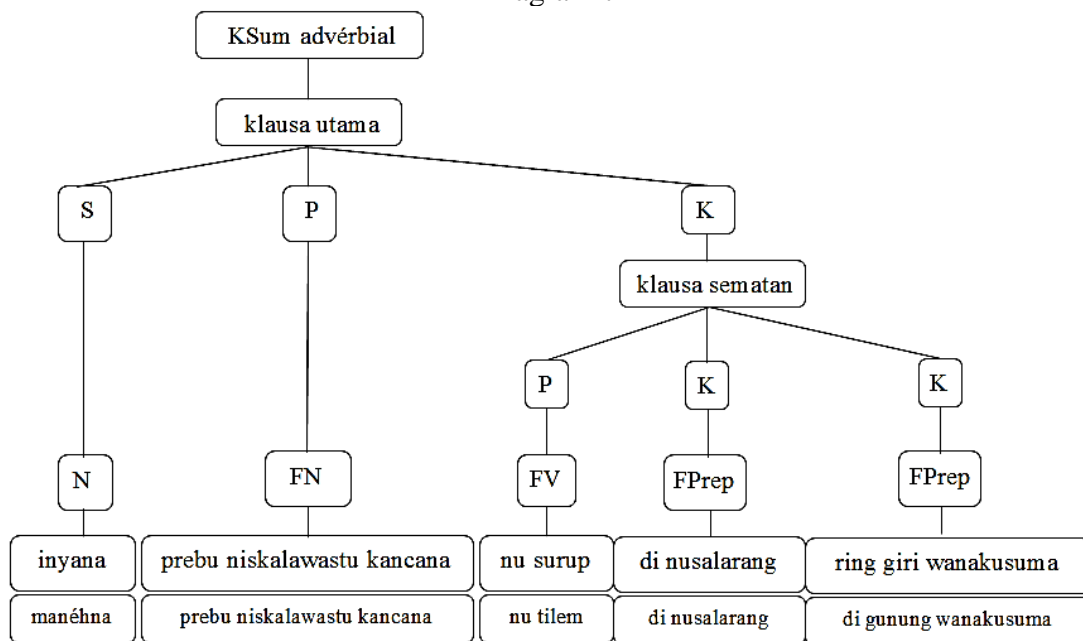 KSum advérbial
klausa utama
S P K
klausa sematan
P K K
N FN FV FPrep FPrep
inyana prebu niskalawastu kancana nu surup di nusalarang ring giri wanakusuma
manéhna prebu niskalawastu kancana nu tilem di nusalarang di gunung wanakusuma